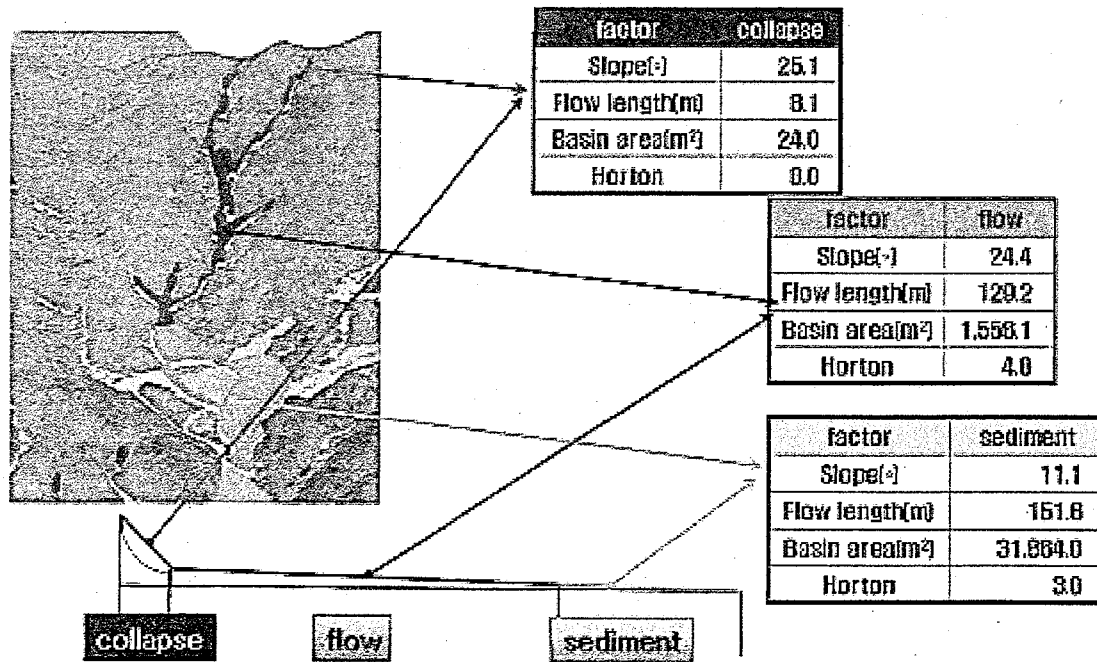 factor collapse
Slope(°) 25.1
Flow length(m) 8.1
Basin area(m²) 24.0
Horton 0.0
factor flow
Slope(°) 24.4
Flow length(m) 129.2
Basin area(m²) 1,558.1
Horton 4.0
factor sediment
Slope(°) 11.1
Flow length(m) 151.6
Basin area(m²) 31,864.0
Horton 3.0
collapse flow sediment